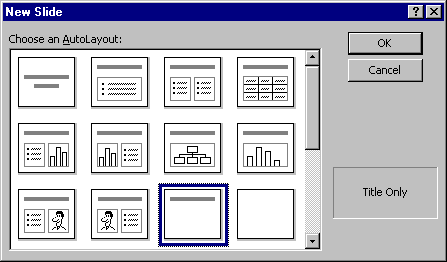 New Slide
Choose an AutoLayout:
OK
Cancel
Title Only